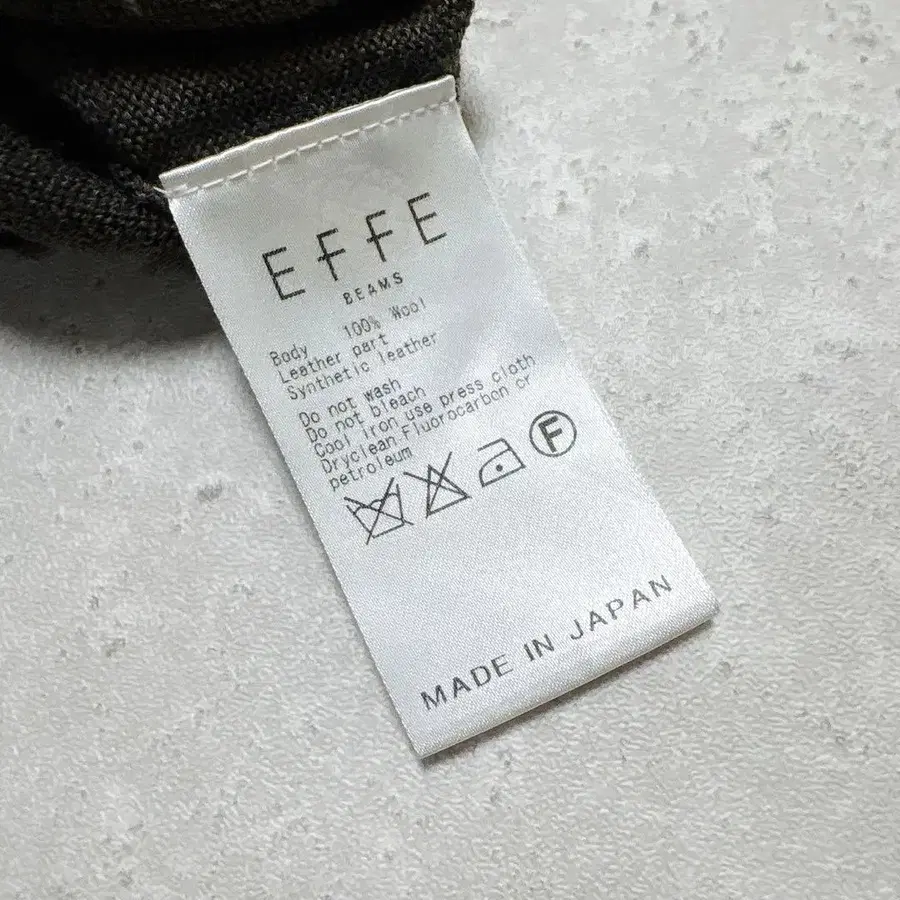 EFFE
BEAMS
Body 100% Wool
Leather part
Synthetic leather
Do not wash
Do not bleach
Cool iron use press cloth
Dryclean.Fluorocarbon or
petroleum
F
MADE IN JAPAN